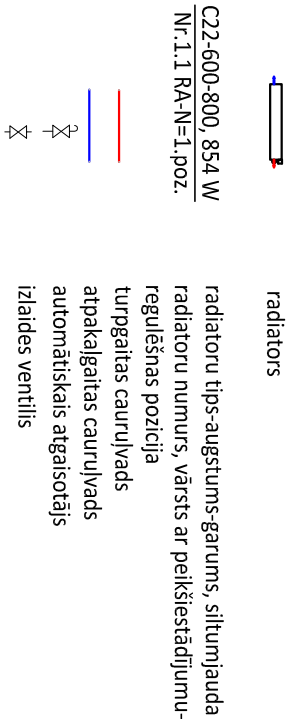 radiators
C22-600-800, 854 W
Nr.1.1 RA-N=1.poz.
radiatoru tips-augstums-garums, siltumjauda
radiatoru numurs, vārsts ar peikšiestādījumu-
regulēšnas pozicija
turpgaitas cauruļvads
atpakaļgaitas cauruļvads
automātiskais atgaisotājs
izlaides ventilis